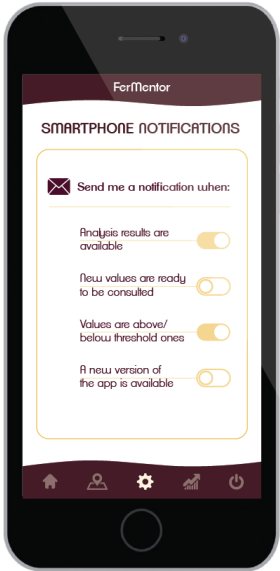 FerMentor
SMARTPHONE NOTIFICATIONS
Send me a notification when:
Analysis results are
available
New values are ready
to be consulted
Values are above/
below threshold ones
A new version of
the app is available